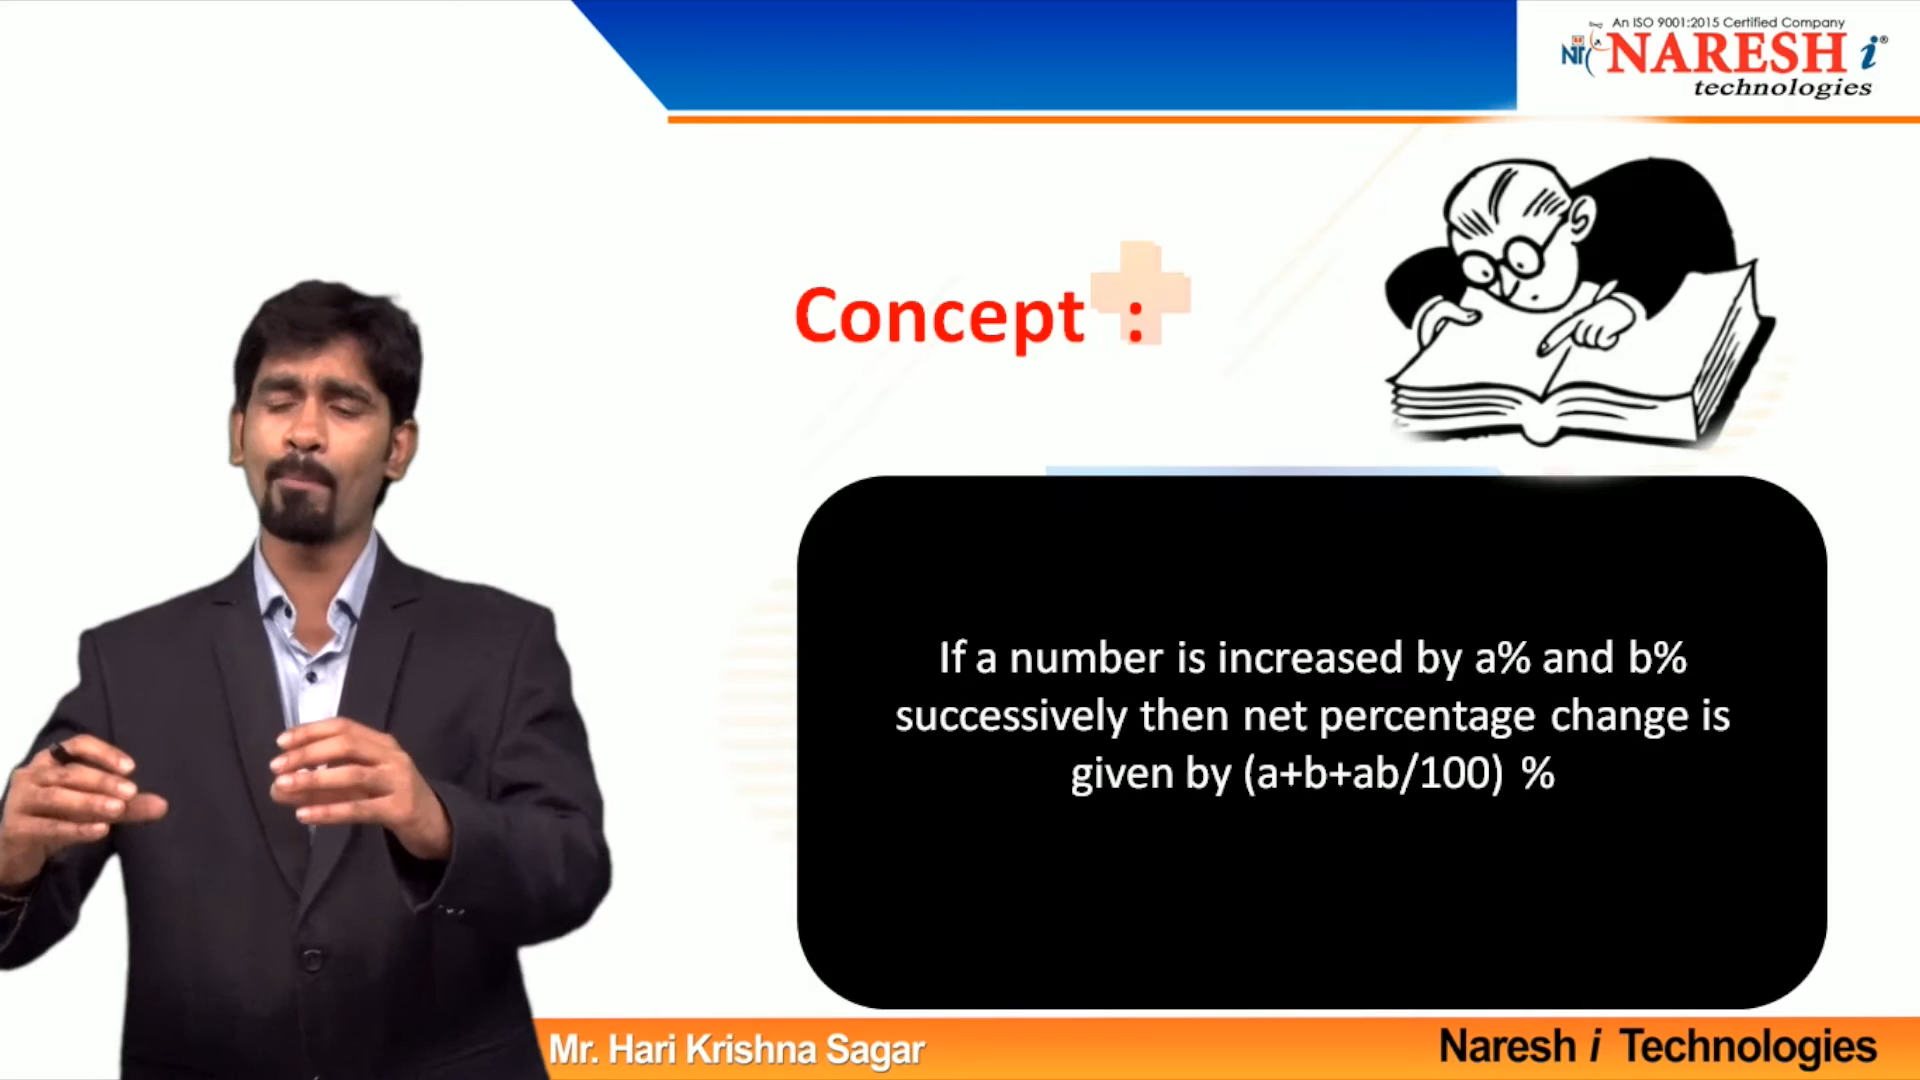 An ISO 9001:2015 Certified Company
NARESH i ®
technologies
Concept :
If a number is increased by a% and b%
successively then net percentage change is
given by (a+b+ab/100) %
Mr. Hari Krishna Sagar
Naresh i Technologies